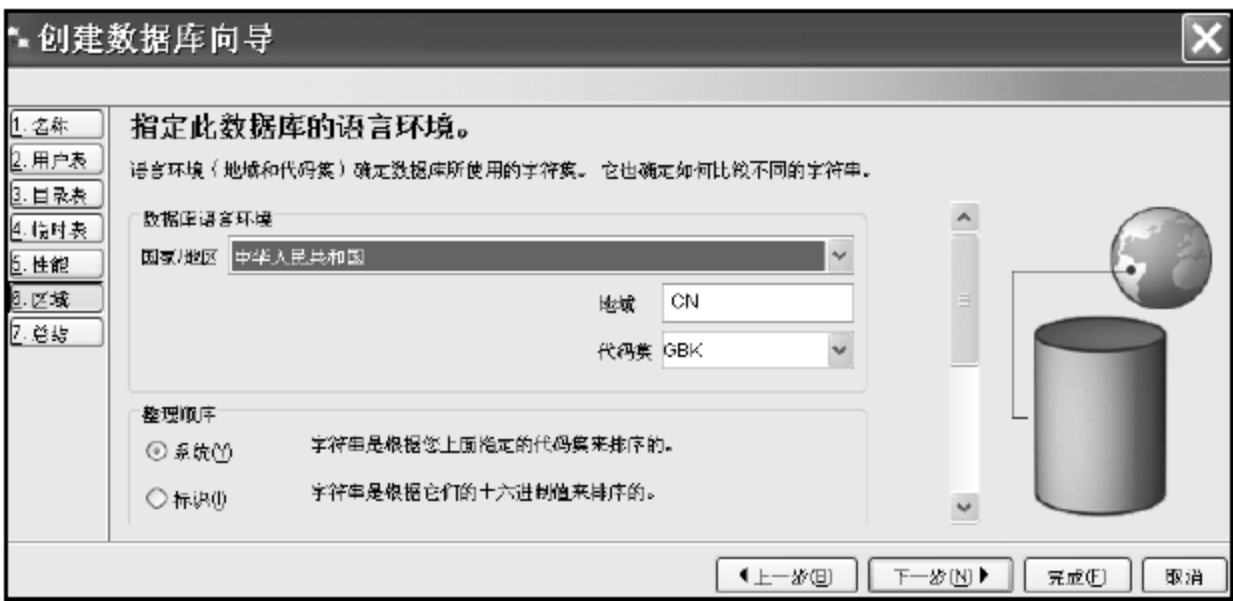 创建数据库向导
1. 名称
2. 用户表
3. 目录表
4. 临时表
5. 性能
6. 区域
7. 总结
指定此数据库的语言环境。
语言环境(地域和代码集)确定数据库所使用的字符集。 它也确定如何比较不同的字符串。
数据库语言环境
国家/地区 中华人民共和国
地域 CN
代码集 GBK
整理顺序
系统(Y) 字符串是根据您上面指定的代码集来排序的。
标识(I) 字符串是根据它们的十六进制值来排序的。
上一步(B) 下一步(N) 完成(F) 取消